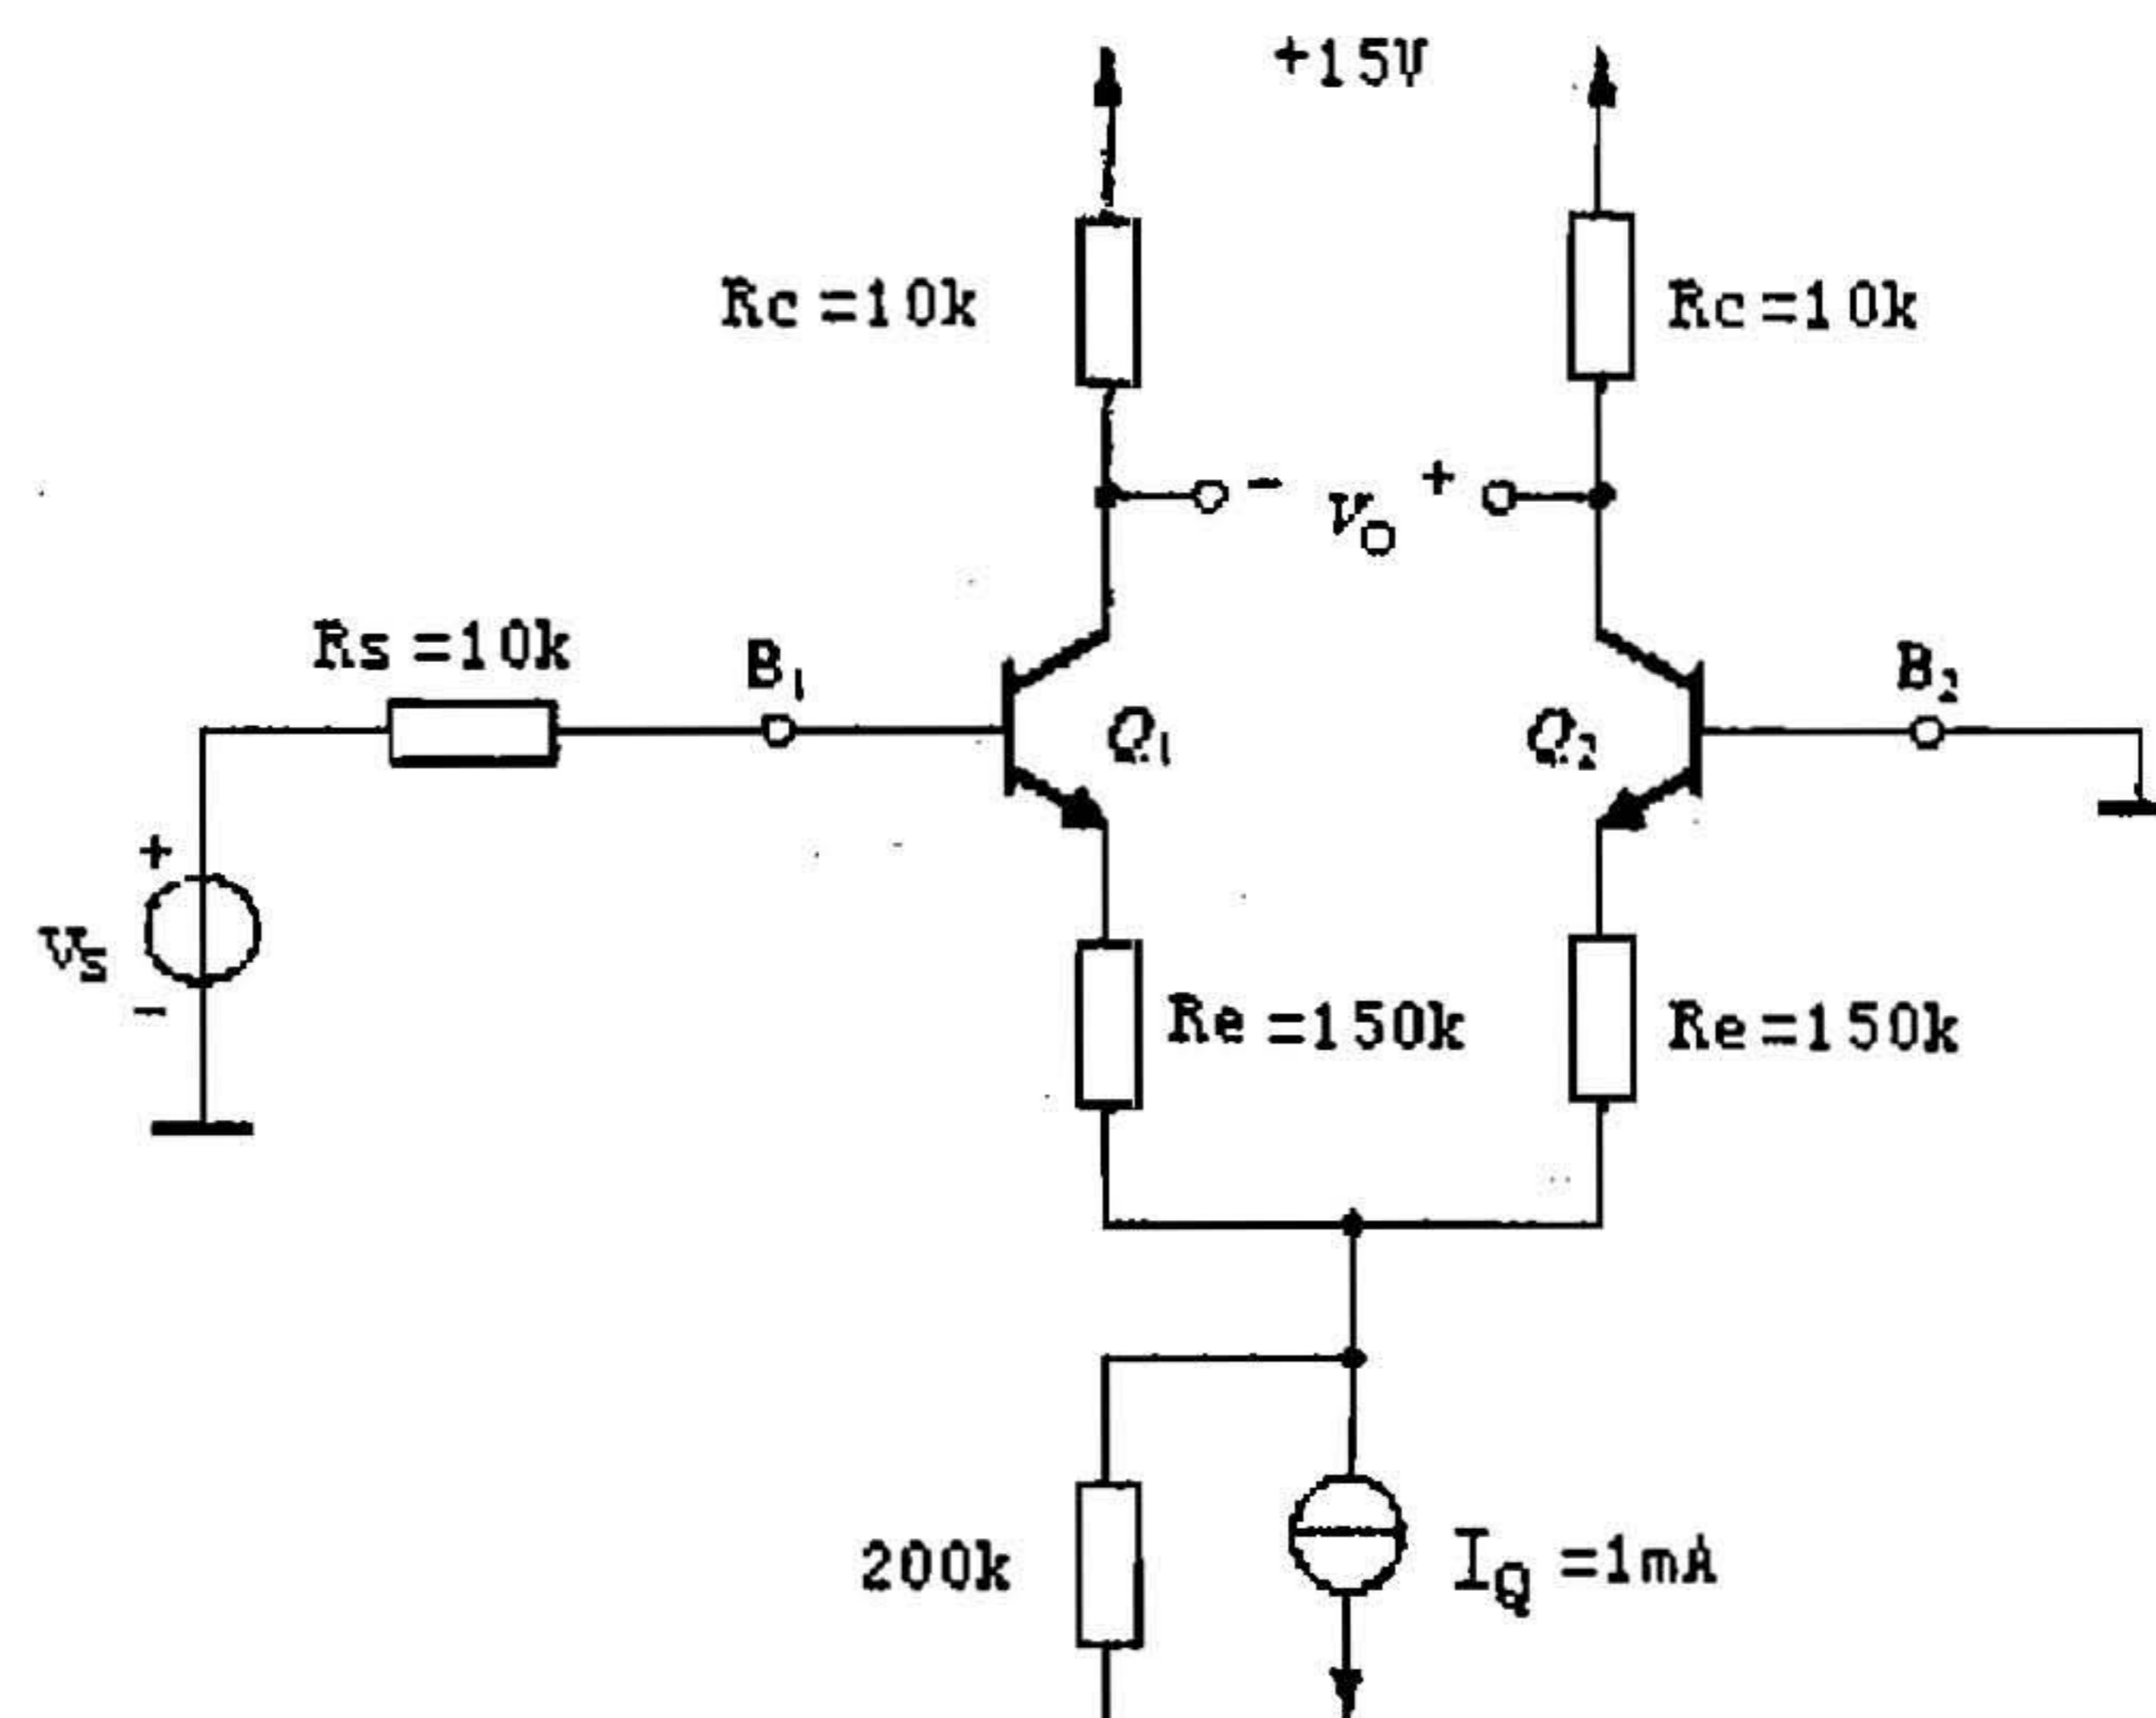 +15V
Rc =10k
Rc =10k
- vO +
Rs =10k
B1
B2
Q1
Q2
+
vs
-
Re =150k
Re =150k
200k
IQ =1mA